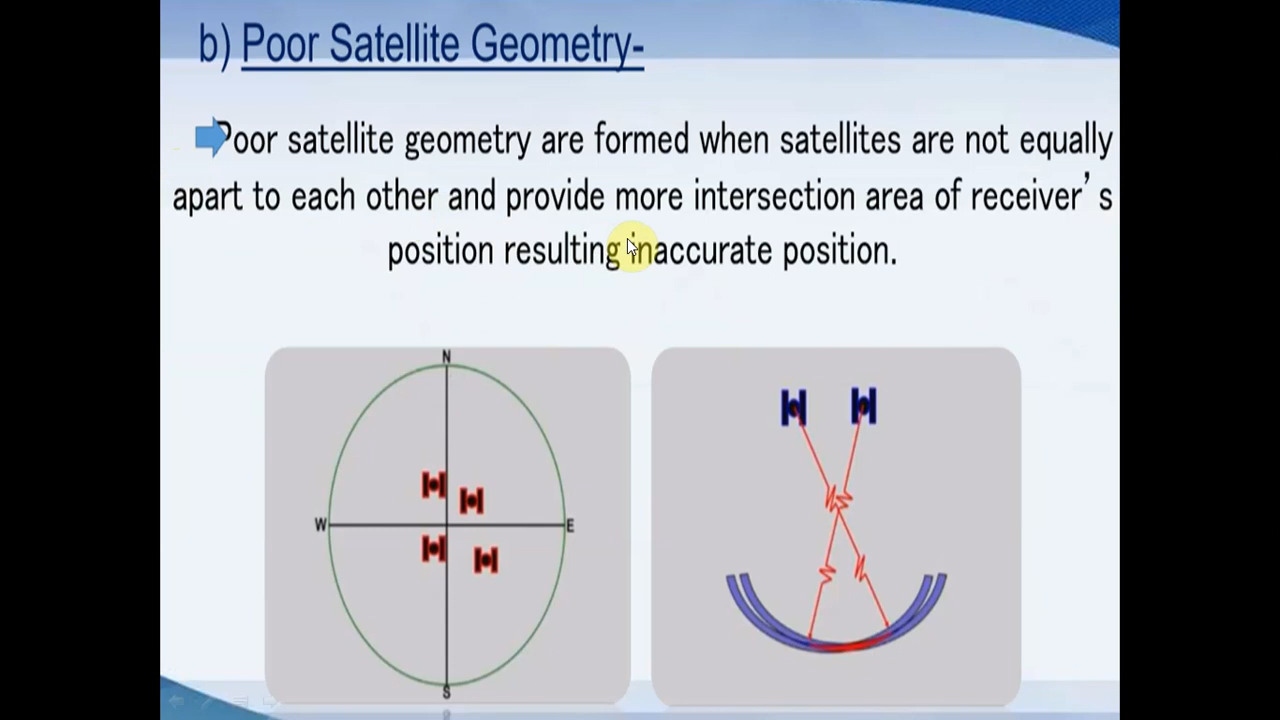 b) Poor Satellite Geometry-
Poor satellite geometry are formed when satellites are not equally
apart to each other and provide more intersection area of receiver’s
position resulting inaccurate position.
N
W
E
S